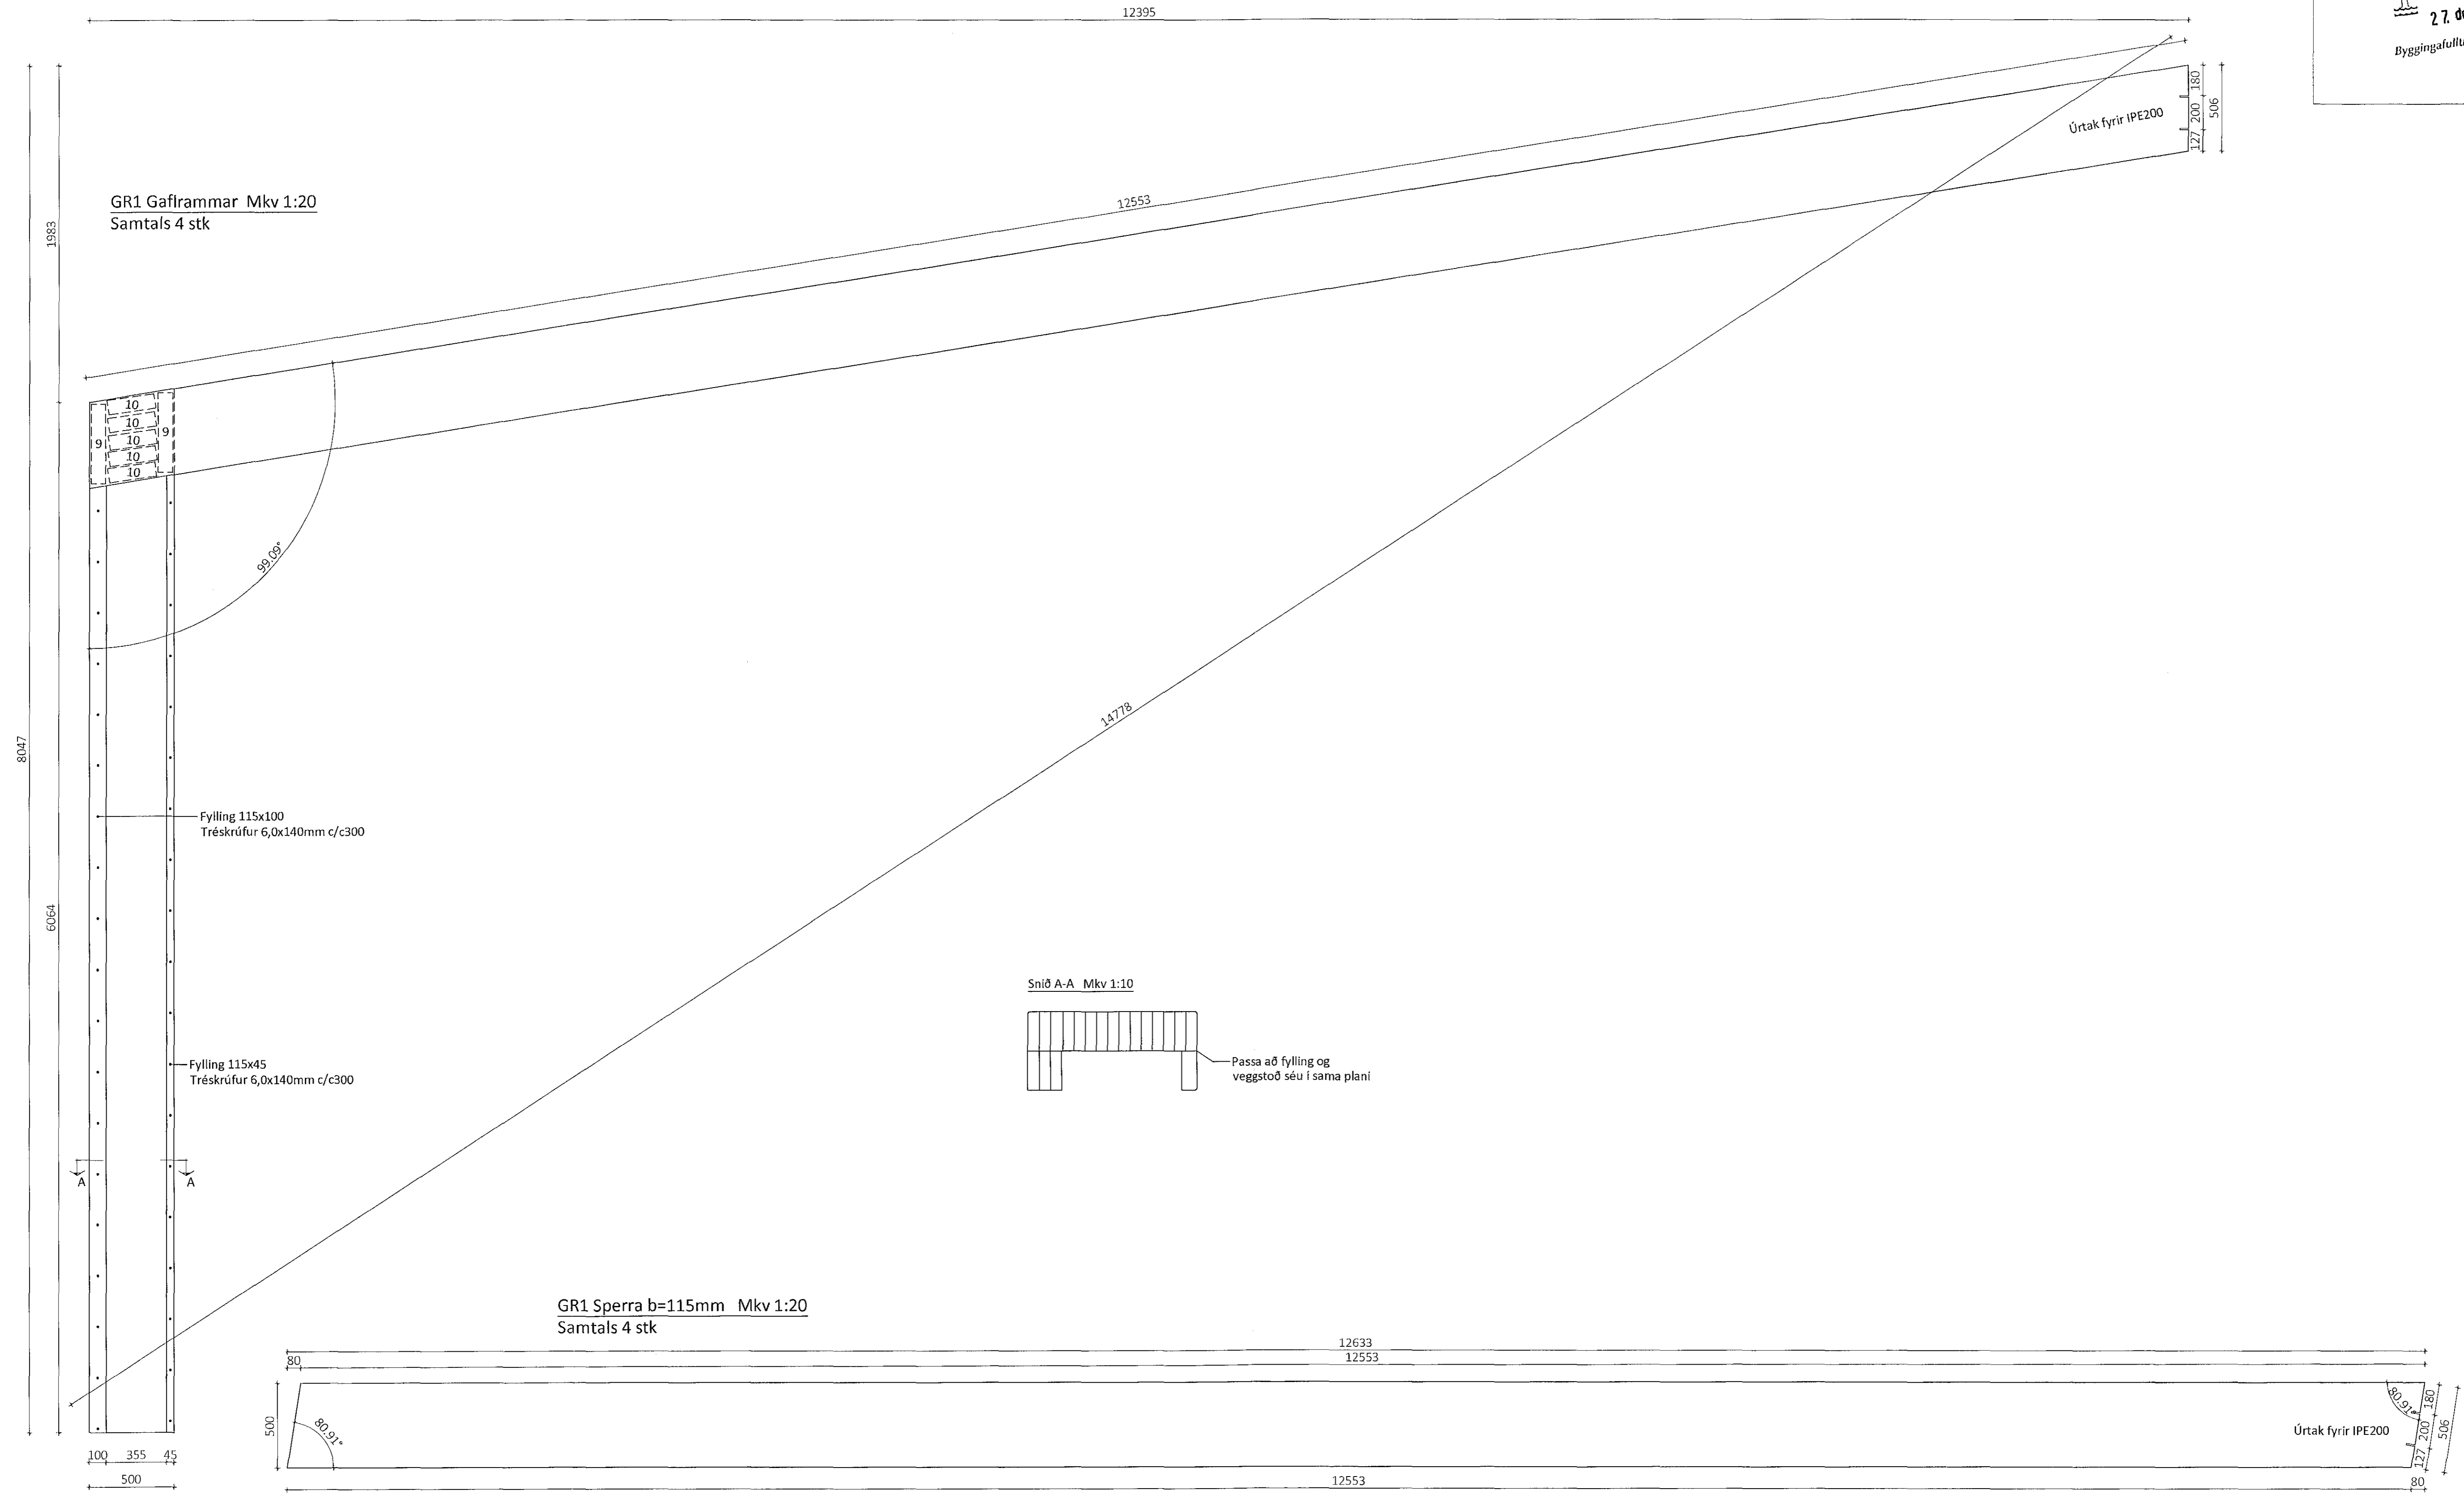 12395
27.
180
200
127
506
Úrtak fyrir IPE200
12553
GR1 Gaflrammar Mkv 1:20
Samtals 4 stk
1983
10
10
10
10
10
9
9
99.09°
14778
8047
6064
Fylling 115x100
Tréskrúfur 6,0x140mm c/c300
Snið A-A Mkv 1:10
Passa að fylling og
veggstoð séu í sama plani
Fylling 115x45
Tréskrúfur 6,0x140mm c/c300
A
A
100 355 45
500
GR1 Sperra b=115mm Mkv 1:20
Samtals 4 stk
12633
80
12553
500
80.91°
80.91°
180
200
127
506
Úrtak fyrir IPE200
12553
80